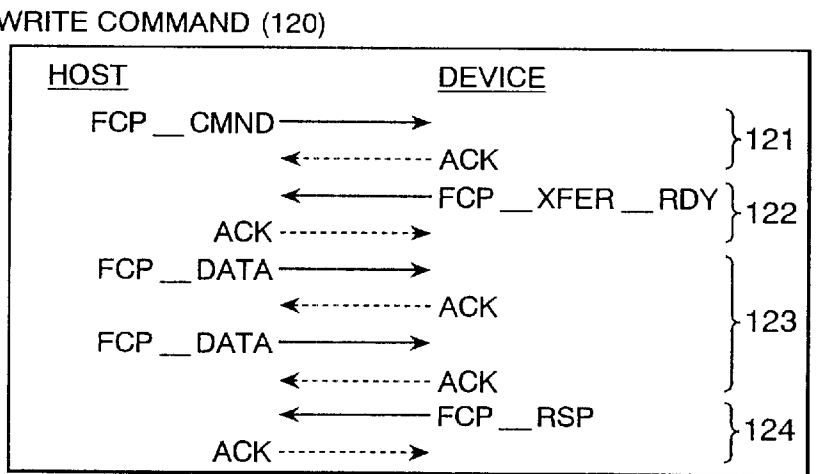 WRITE COMMAND (120)
HOST DEVICE
FCP__CMND
ACK
121
FCP__XFER__RDY
122
ACK
FCP__DATA
ACK
123
FCP__DATA
ACK
FCP__RSP
124
ACK